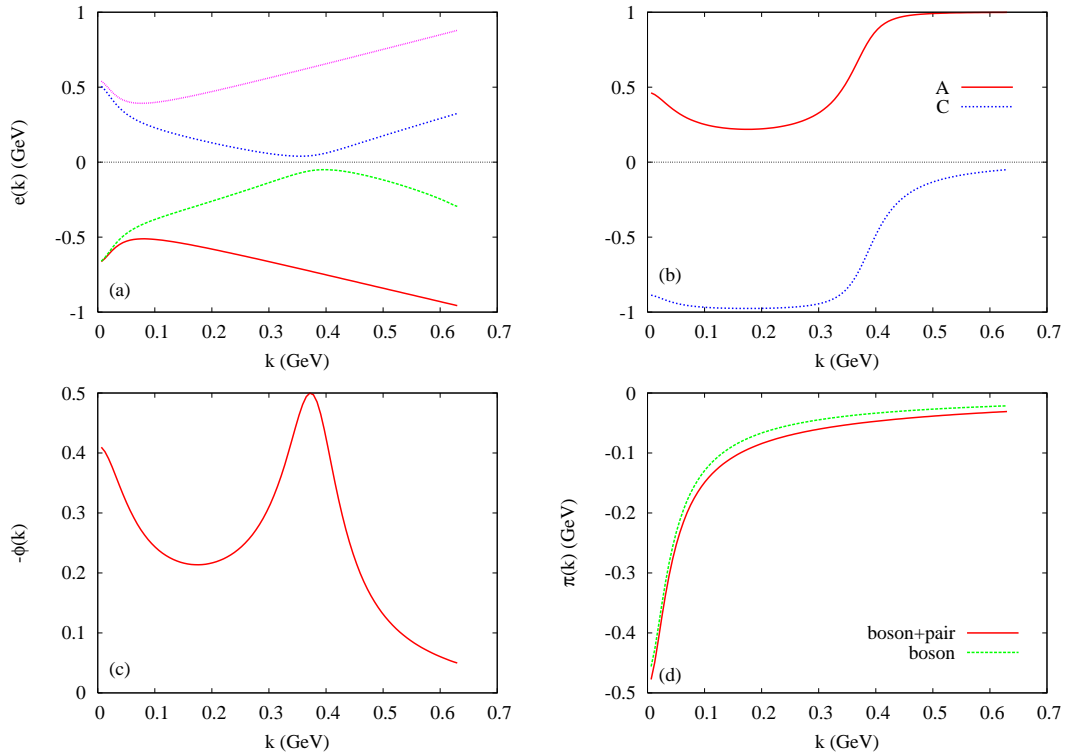 1
0.5
0
-0.5
-1
0 0.1 0.2 0.3 0.4 0.5 0.6 0.7
e(k) (GeV)
k (GeV)
(a)
1
0.5
0
-0.5
-1
0 0.1 0.2 0.3 0.4 0.5 0.6 0.7
k (GeV)
(b)
A
C
0.5
0.4
0.3
0.2
0.1
0
0 0.1 0.2 0.3 0.4 0.5 0.6 0.7
-ϕ(k)
k (GeV)
(c)
0
-0.1
-0.2
-0.3
-0.4
-0.5
0 0.1 0.2 0.3 0.4 0.5 0.6 0.7
π(k) (GeV)
k (GeV)
(d)
boson+pair
boson